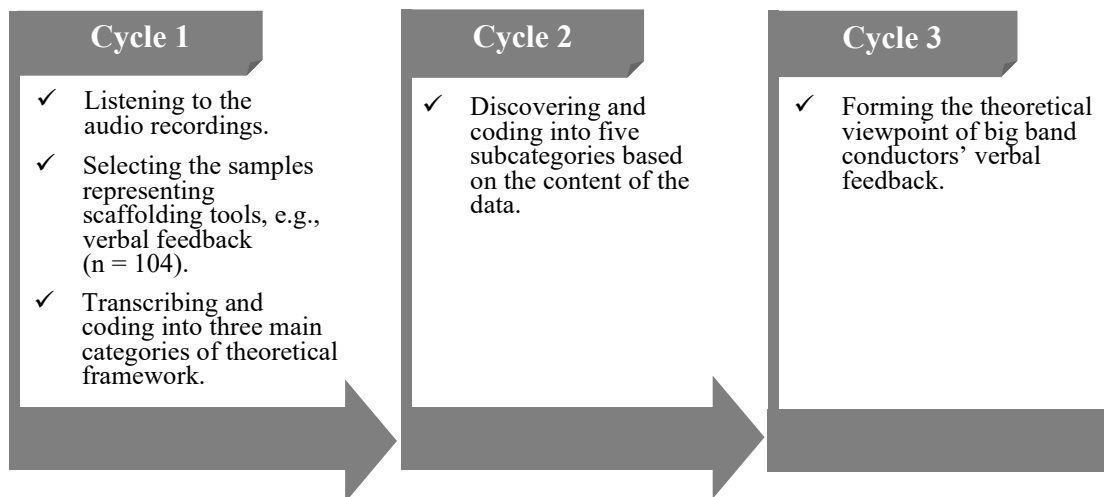 Cycle 1
✓ Listening to the
audio recordings.
✓ Selecting the samples
representing
scaffolding tools, e.g.,
verbal feedback
(n = 104).
✓ Transcribing and
coding into three main
categories of theoretical
framework.
Cycle 2
✓ Discovering and
coding into five
subcategories based
on the content of the
data.
Cycle 3
✓ Forming the theoretical
viewpoint of big band
conductors’ verbal
feedback.